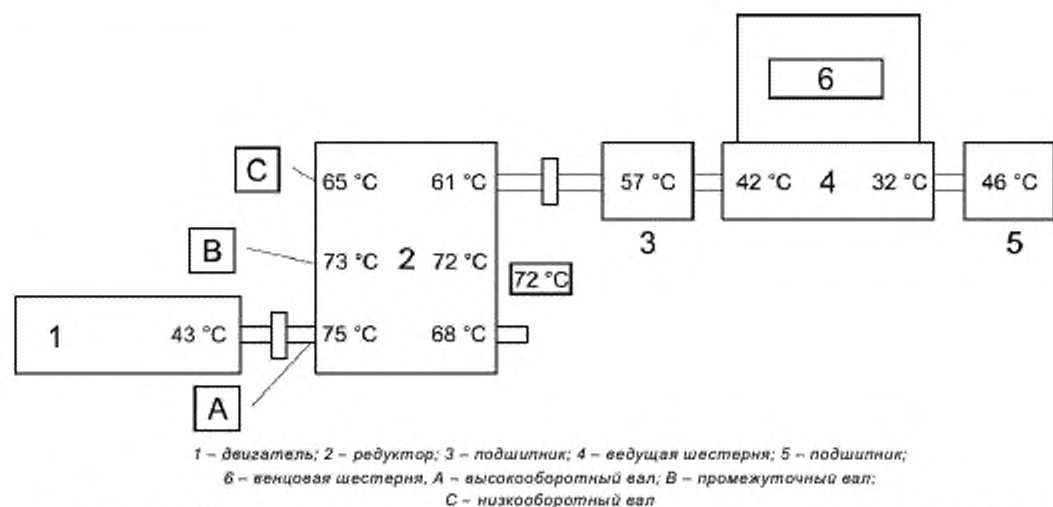 6
C
65 °C 61 °C
57 °C
42 °C 4 32 °C
46 °C
3
5
B
73 °C 2 72 °C
72 °C
1 43 °C
75 °C 68 °C
A
1 – двигатель; 2 – редуктор; 3 – подшипник; 4 – ведущая шестерня; 5 – подшипник;
6 – венцовая шестерня, А – высокооборотный вал; В – промежуточный вал;
С – низкооборотный вал